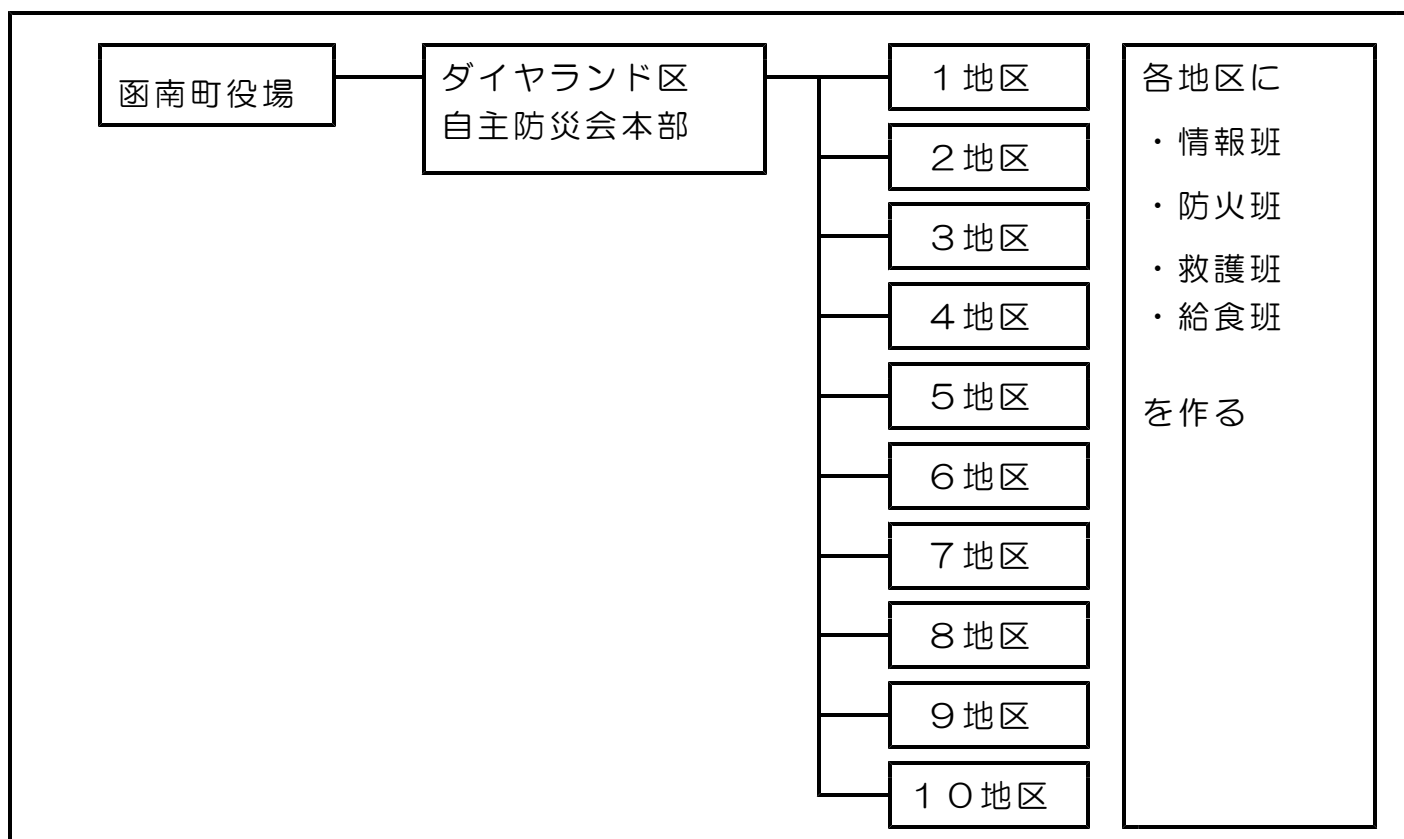 函南町役場
ダイヤランド区
自主防災会本部
１地区
２地区
３地区
４地区
５地区
６地区
７地区
８地区
９地区
１０地区
各地区に
・情報班
・防火班
・救護班
・給食班
を作る